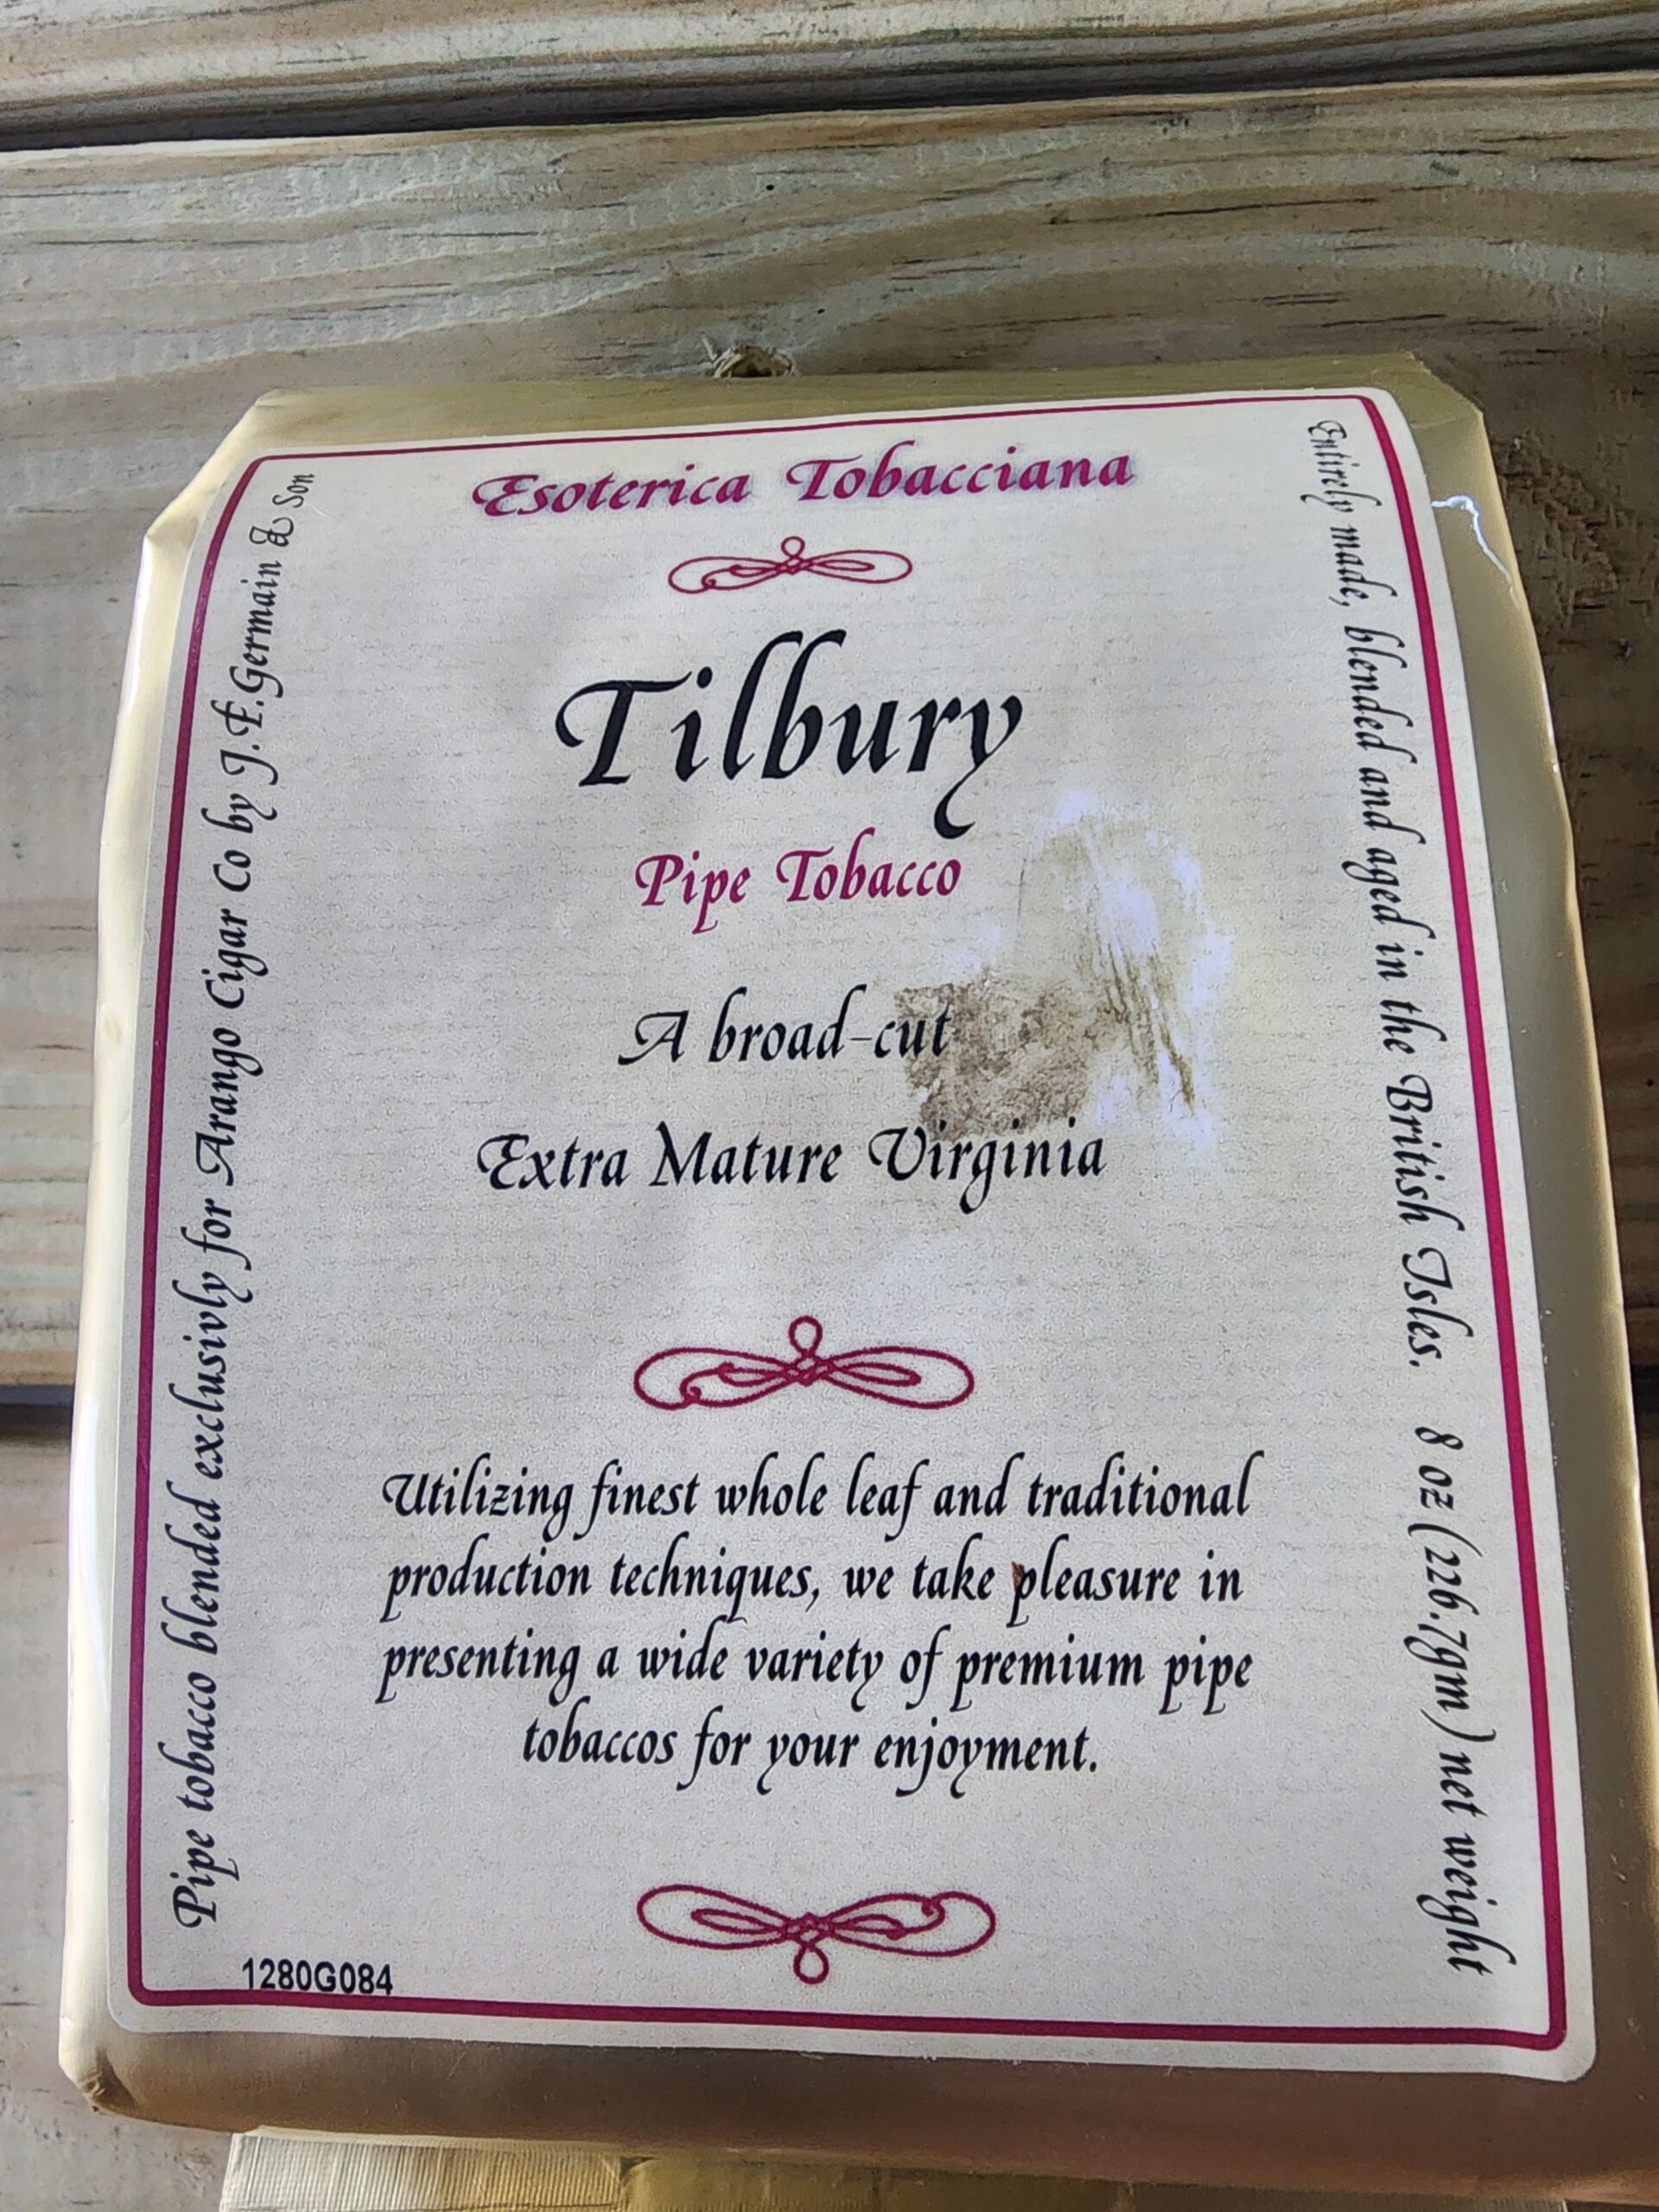 Esoterica Tobacciana
Tilbury
Pipe Tobacco
A broad-cut
Extra Mature Virginia
Utilizing finest whole leaf and traditional
production techniques, we take pleasure in
presenting a wide variety of premium pipe
tobaccos for your enjoyment.
Pipe tobacco blended exclusivly for Arango Cigar Co by J.F.Germain & Son
Entirely made, blended and aged in the British Isles. 8 oz (226.7gm) net weight
1280G084